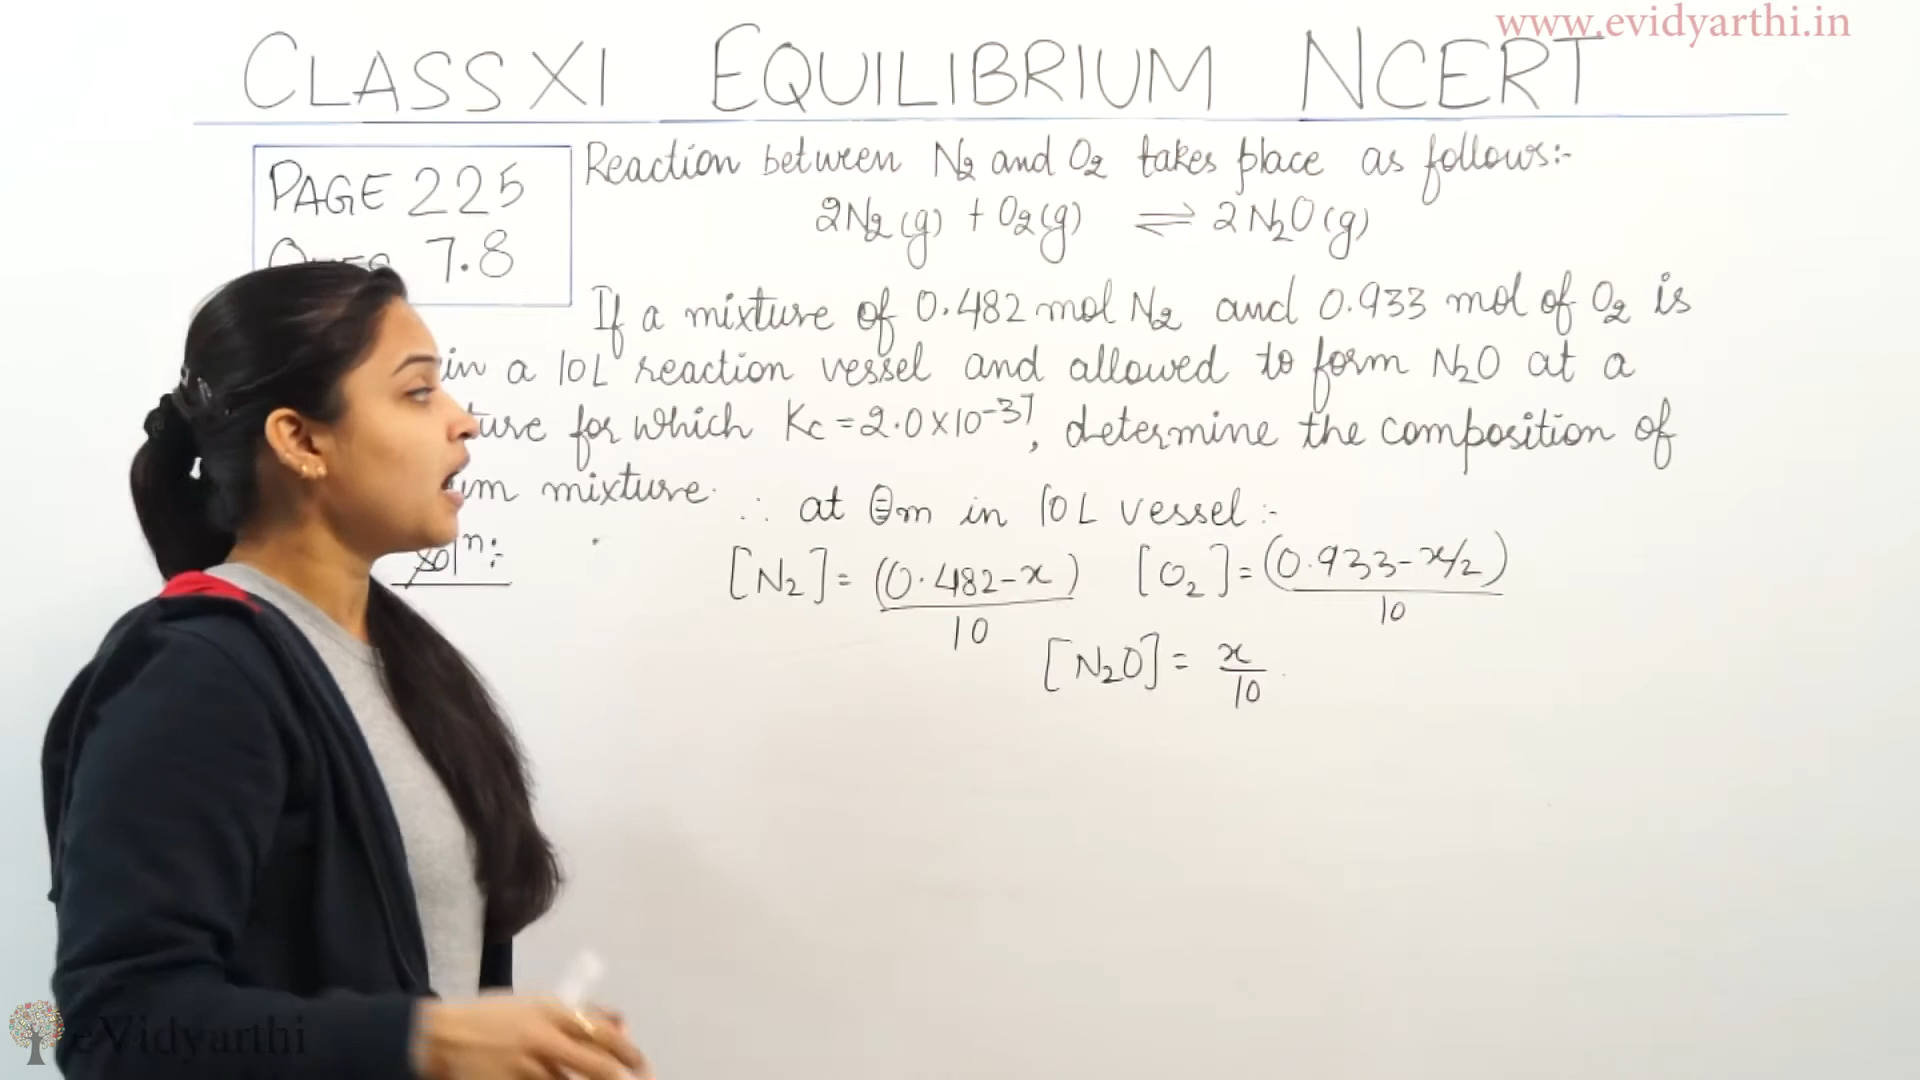 www.evidyarthi.in
CLASS XI EQUILIBRIUM NCERT
PAGE 225
7.8
Reaction between N₂ and O₂ takes place as follows:-
2N₂(g) + O₂(g) ⇌ 2N₂O(g)
If a mixture of 0.482 mol N₂ and 0.933 mol of O₂ is
in a 10L reaction vessel and allowed to form N₂O at a
for which Kc = 2.0×10⁻³⁷, determine the composition of
mixture.
∴ at in 10L vessel:-
Solⁿ:
[N₂] = (0.482-x)/10 [O₂] = (0.933-x/2)/10
[N₂O] = x/10
eVidyarthi